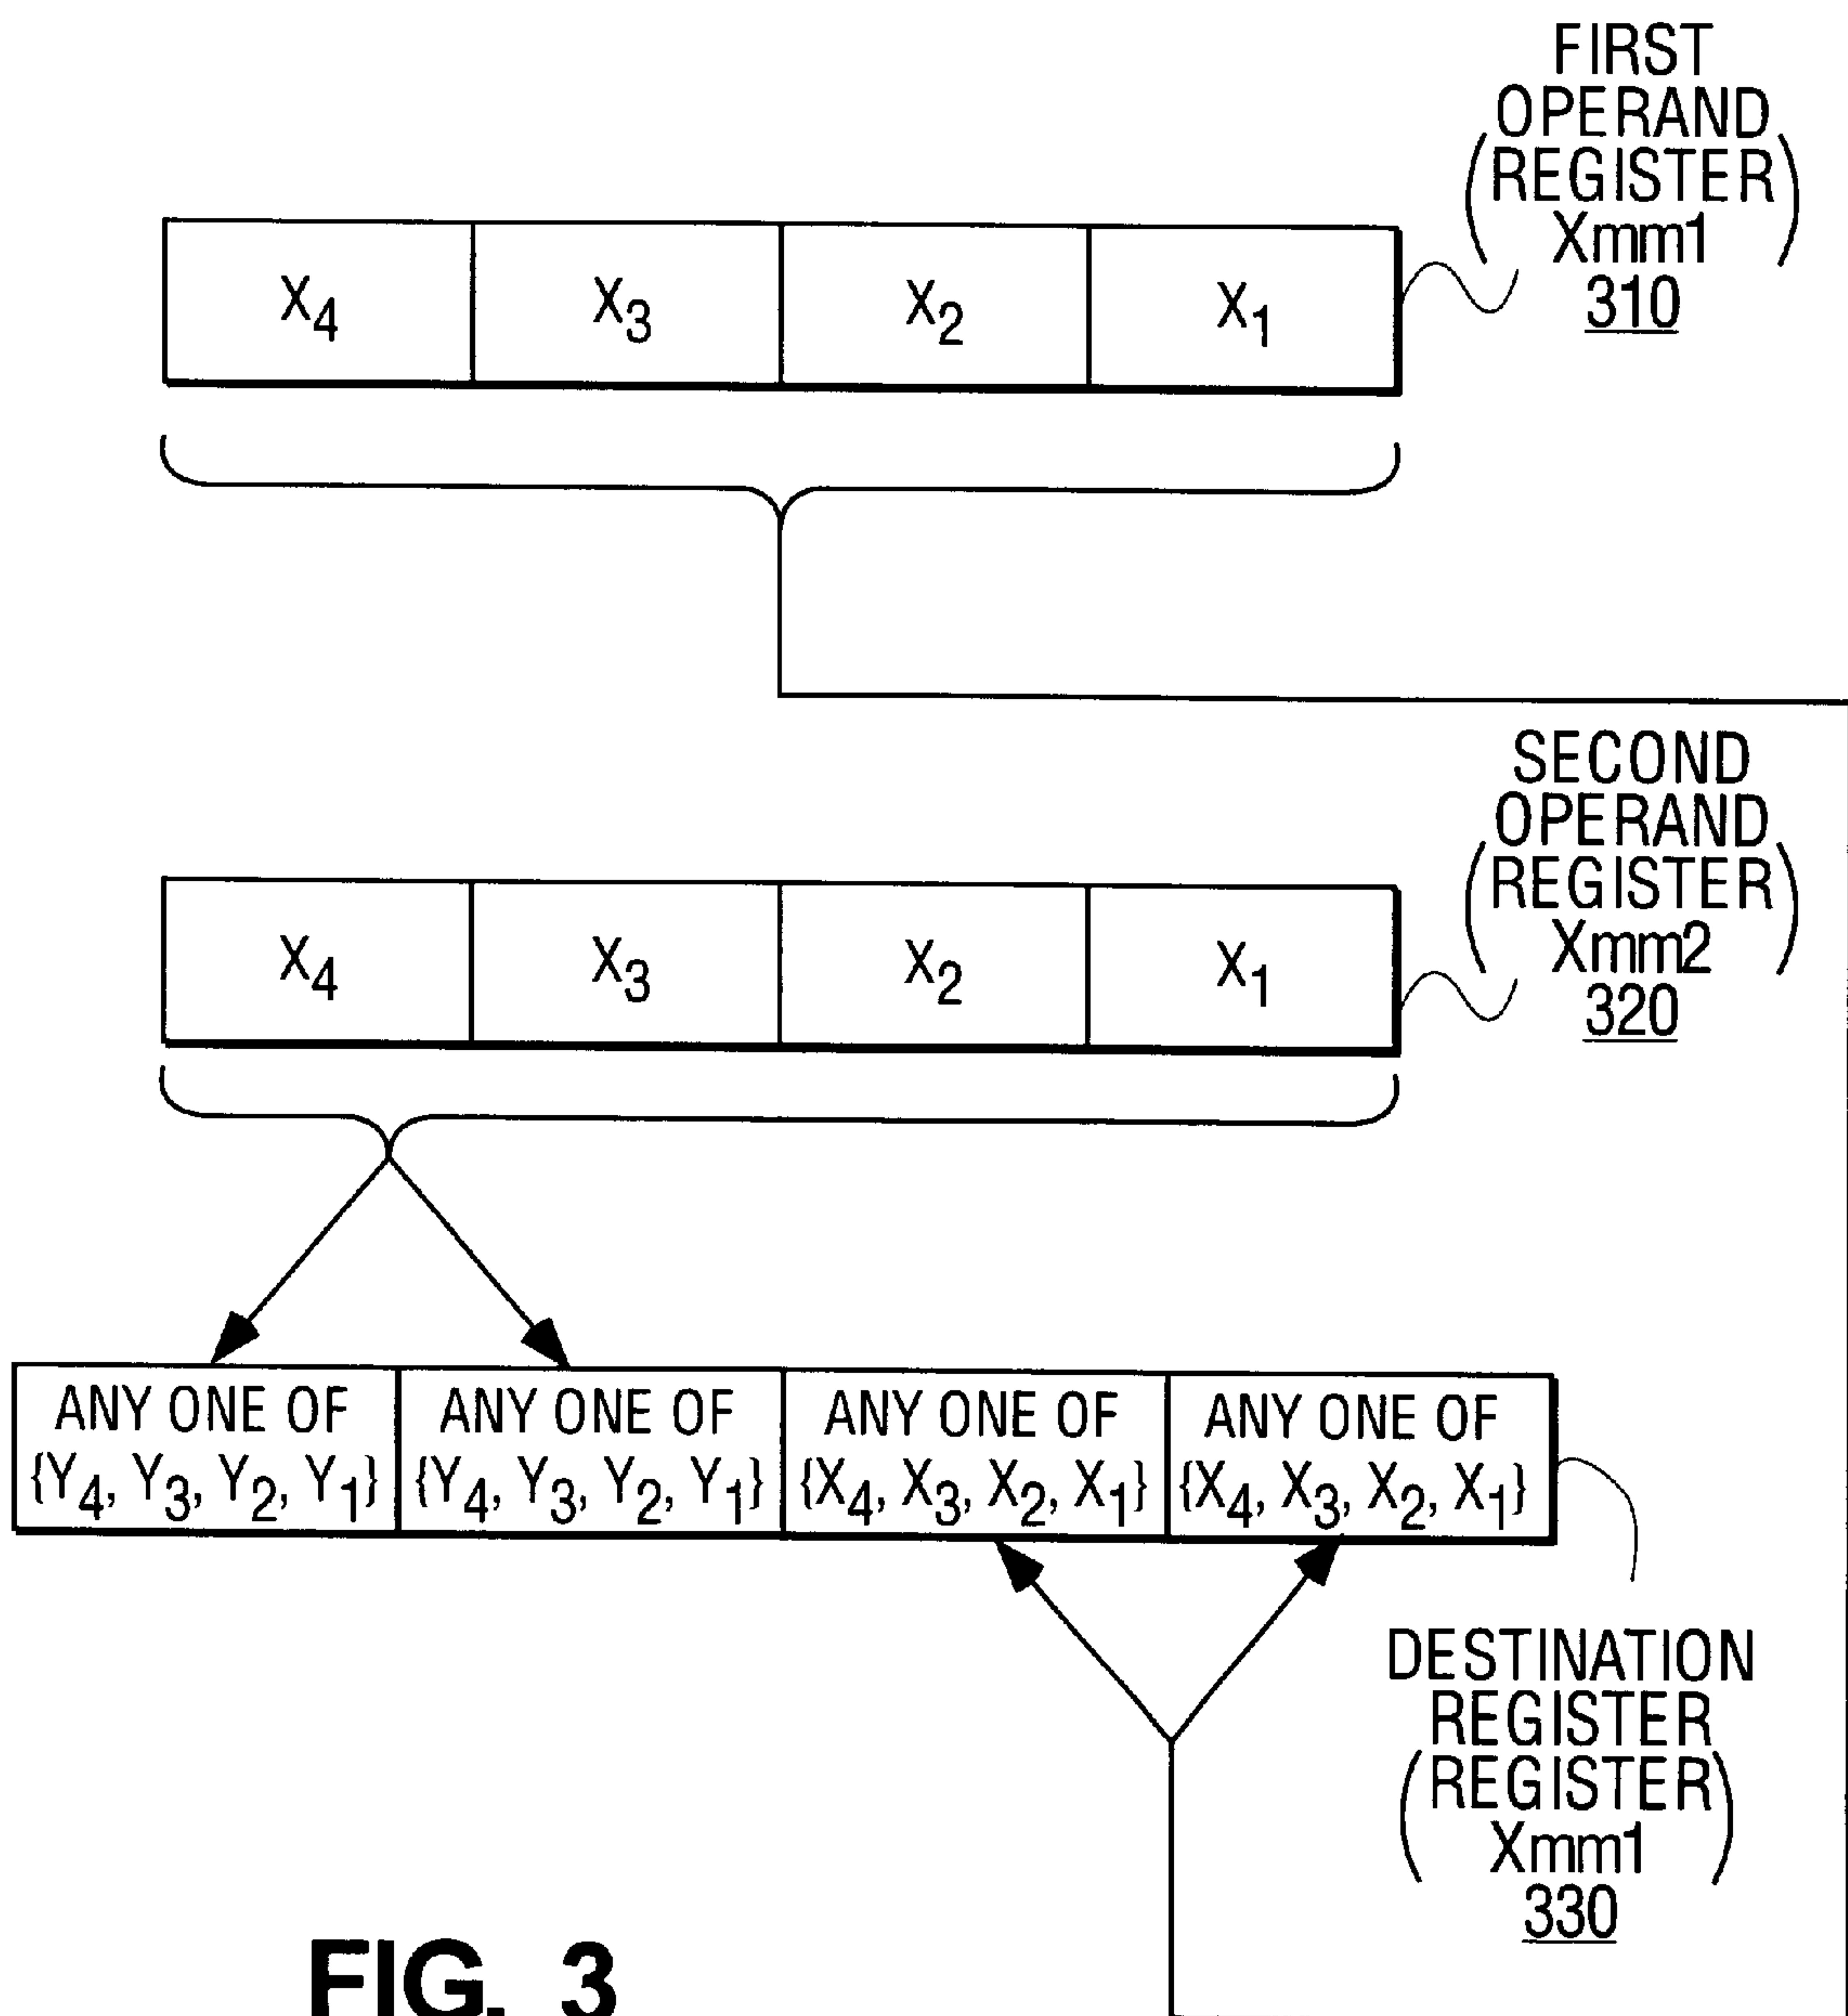 FIRST
OPERAND
(REGISTER)
Xmm1
310
X4 X3 X2 X1
SECOND
OPERAND
(REGISTER)
Xmm2
320
X4 X3 X2 X1
ANY ONE OF {Y4, Y3, Y2, Y1}
ANY ONE OF {Y4, Y3, Y2, Y1}
ANY ONE OF {X4, X3, X2, X1}
ANY ONE OF {X4, X3, X2, X1}
DESTINATION
REGISTER
(REGISTER)
Xmm1
330
FIG. 3